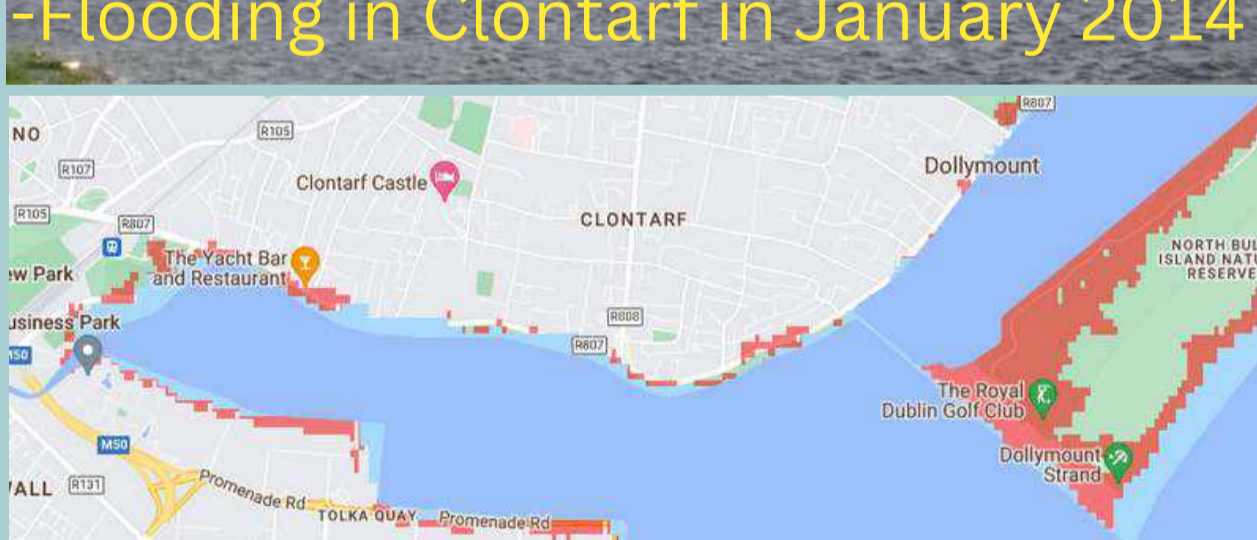 -Flooding in Clontarf in January 2014
R807
NO
R105
R107
Dollymount
Clontarf Castle
R105
R807
CLONTARF
The Yacht Bar
and Restaurant
NORTH BUL
ISLAND NATU
RESERVE
ew Park
usiness Park
R808
R807
M50
The Royal
Dublin Golf Club
M50
Dollymount
Strand
ALL
R131
Promenade Rd
TOLKA QUAY
Promenade Rd